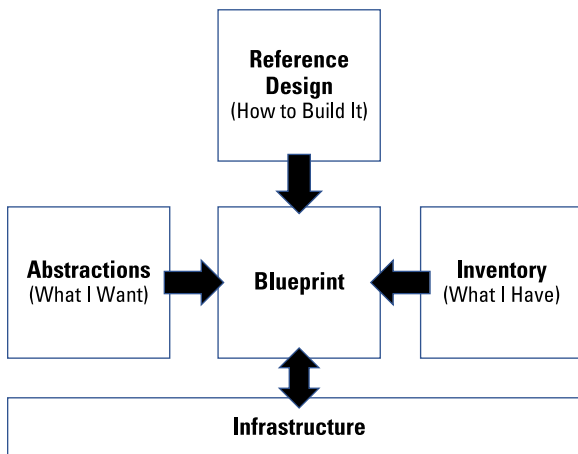 Reference
Design
(How to Build It)
Abstractions
(What I Want)
Blueprint
Inventory
(What I Have)
Infrastructure